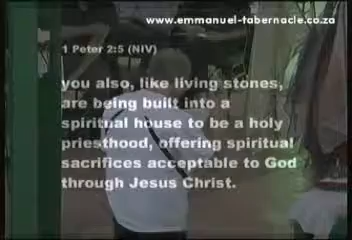 www.emmanuel-tabernacle.co.za
1 Peter 2:5 (NIV)
you also, like living stones,
are being built into a
spiritual house to be a holy
priesthood, offering spiritual
sacrifices acceptable to God
through Jesus Christ.